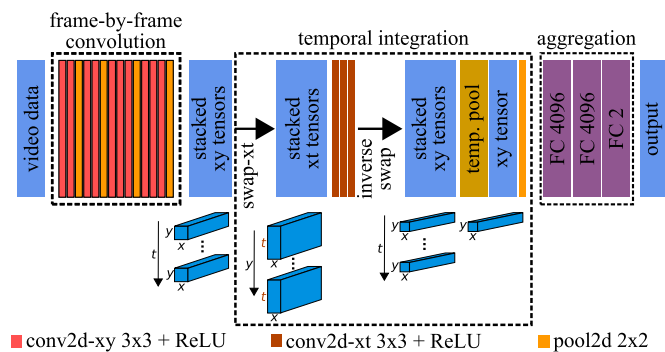 frame-by-frame
convolution
temporal integration
aggregation
video data
stacked
xy tensors
swap-xt
stacked
xt tensors
inverse
swap
stacked
xy tensors
temp. pool
xy tensor
FC 4096
FC 4096
FC 2
output
y
x
t
y
x
t
x
y
t
x
y
x
t
y
x
y
x
conv2d-xy 3x3 + ReLU
conv2d-xt 3x3 + ReLU
pool2d 2x2